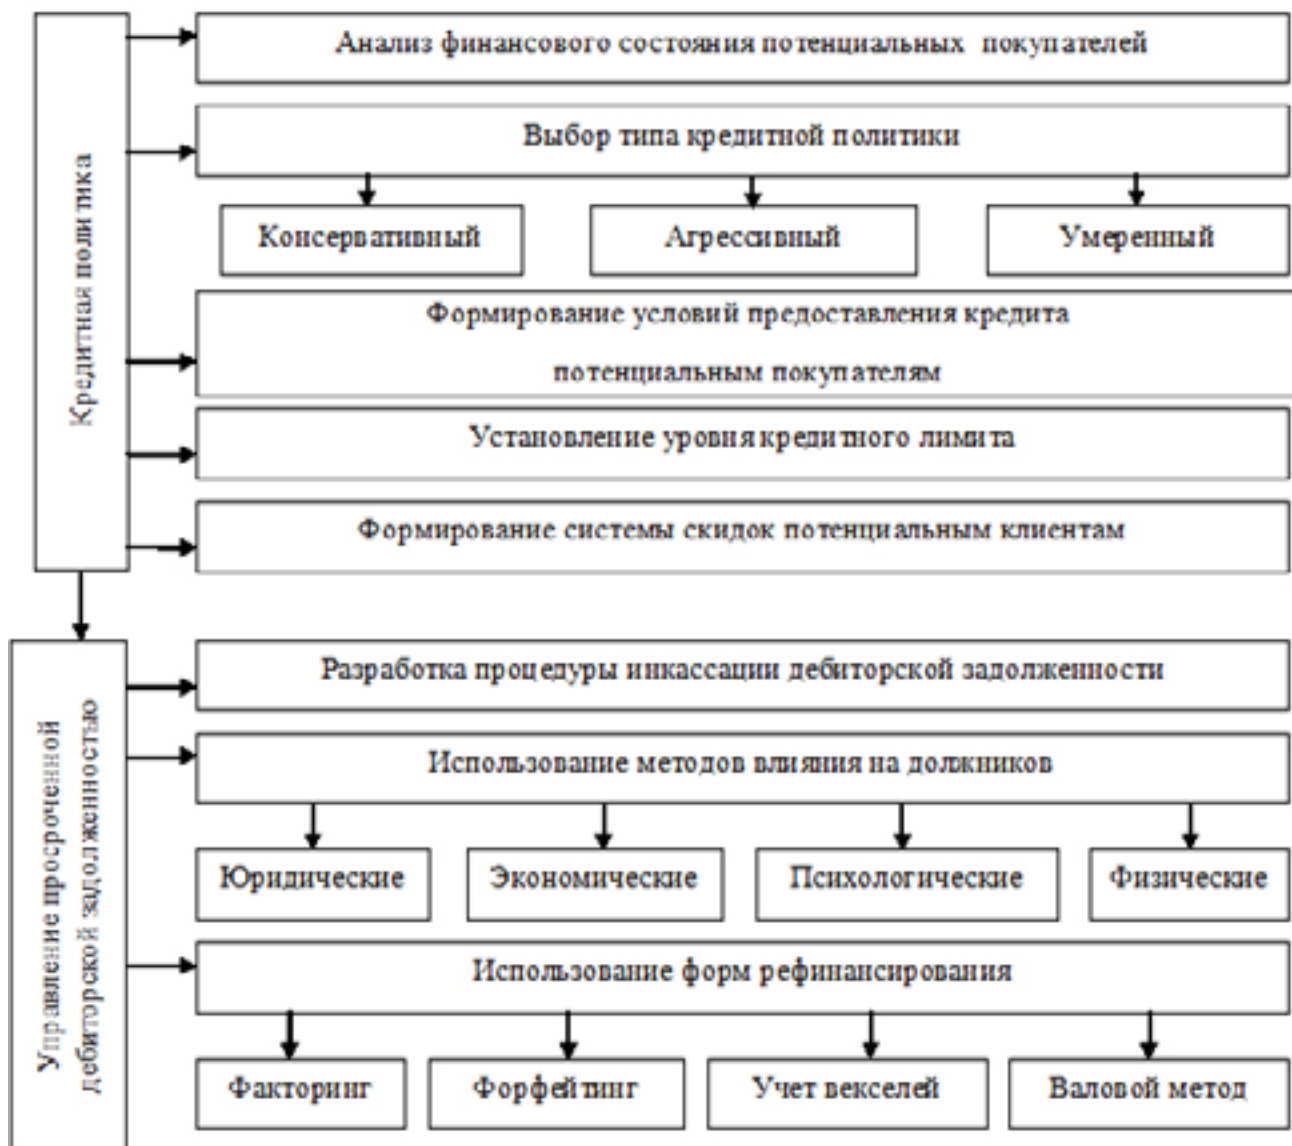 Кредитная политика
Анализ финансового состояния потенциальных покупателей
Выбор типа кредитной политики
Консервативный
Агрессивный
Умеренный
Формирование условий предоставления кредита
потенциальным покупателям
Установление уровня кредитного лимита
Формирование системы скидок потенциальным клиентам
Управление просроченной
дебиторской задолженностью
Разработка процедуры инкассации дебиторской задолженности
Использование методов влияния на должников
Юридические
Экономические
Психологические
Физические
Использование форм рефинансирования
Факторинг
Форфейтинг
Учет векселей
Валовой метод